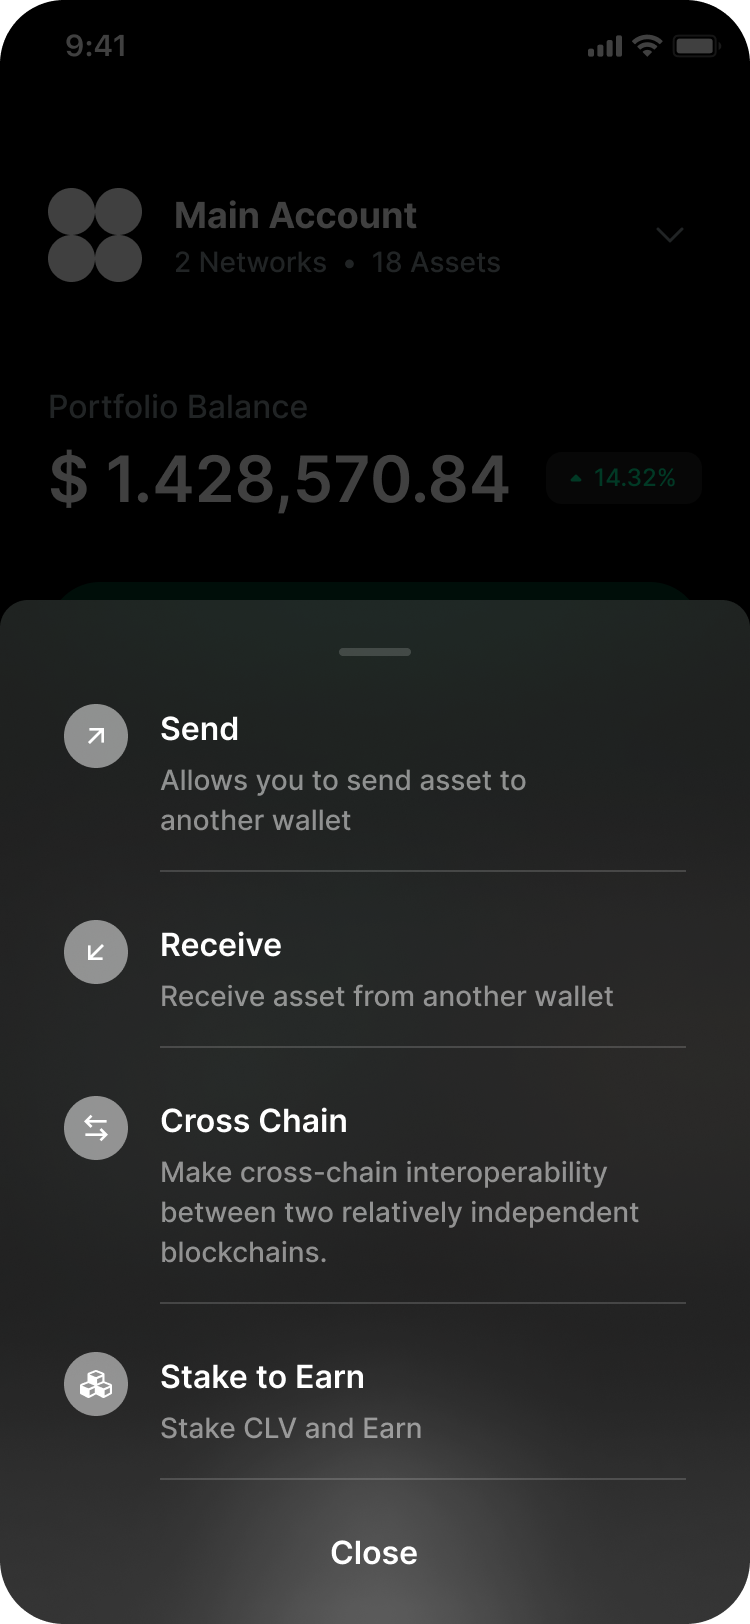 9:41
Main Account
2 Networks • 18 Assets
Portfolio Balance
$ 1.428,570.84
14.32%
Send
Allows you to send asset to
another wallet
Receive
Receive asset from another wallet
Cross Chain
Make cross-chain interoperability
between two relatively independent
blockchains.
Stake to Earn
Stake CLV and Earn
Close